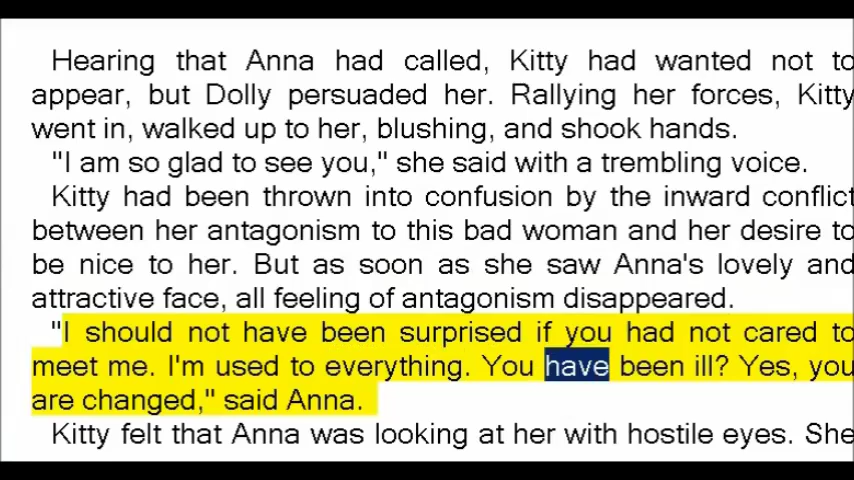 Hearing that Anna had called, Kitty had wanted not to
appear, but Dolly persuaded her. Rallying her forces, Kitty
went in, walked up to her, blushing, and shook hands.
"I am so glad to see you," she said with a trembling voice.
Kitty had been thrown into confusion by the inward conflict
between her antagonism to this bad woman and her desire to
be nice to her. But as soon as she saw Anna's lovely and
attractive face, all feeling of antagonism disappeared.
"I should not have been surprised if you had not cared to
meet me. I'm used to everything. You have been ill? Yes, you
are changed," said Anna.
Kitty felt that Anna was looking at her with hostile eyes. She